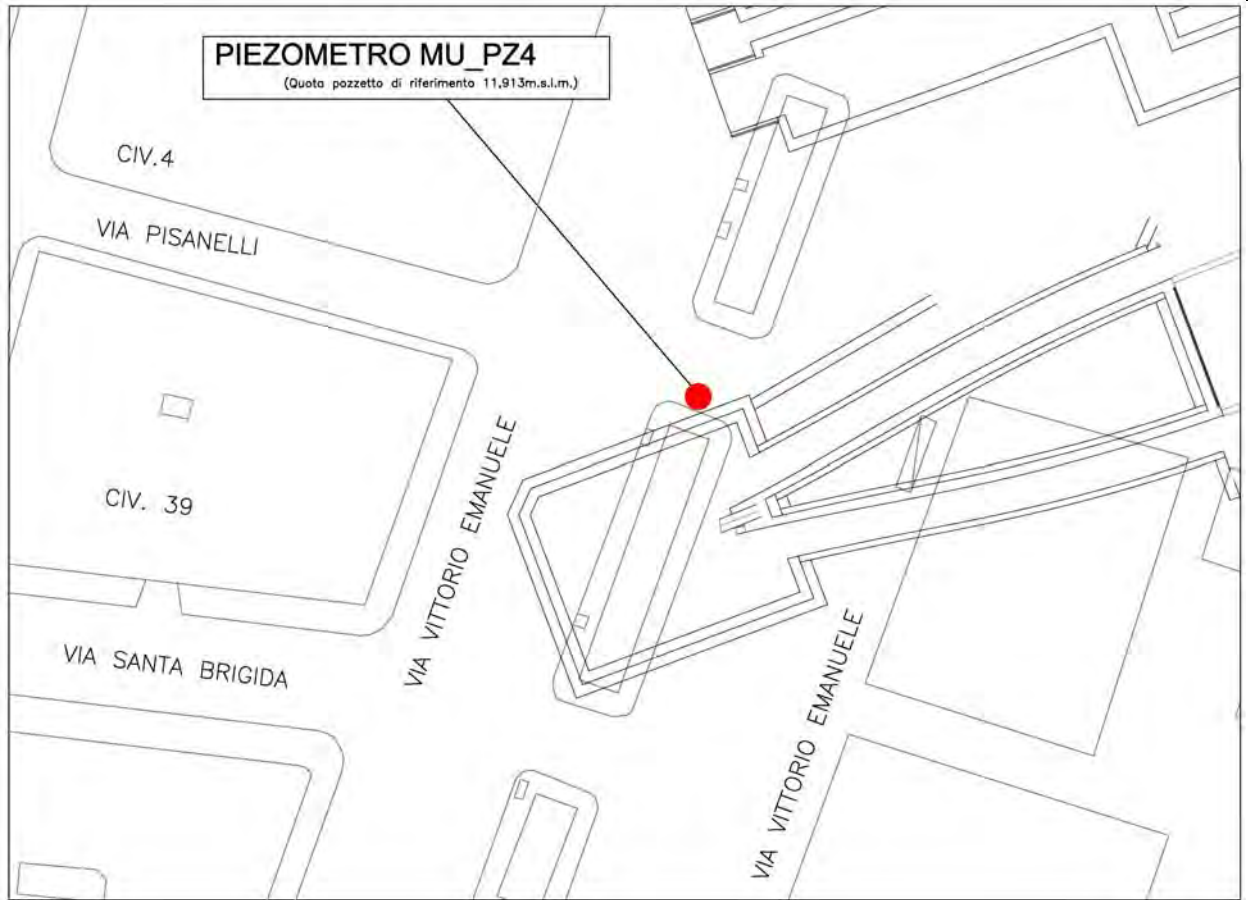 PIEZOMETRO MU_PZ4
(Quota pozzetto di riferimento 11,913m.s.l.m.)
CIV.4
VIA PISANELLI
CIV. 39
VIA VITTORIO EMANUELE
VIA SANTA BRIGIDA
VIA VITTORIO EMANUELE